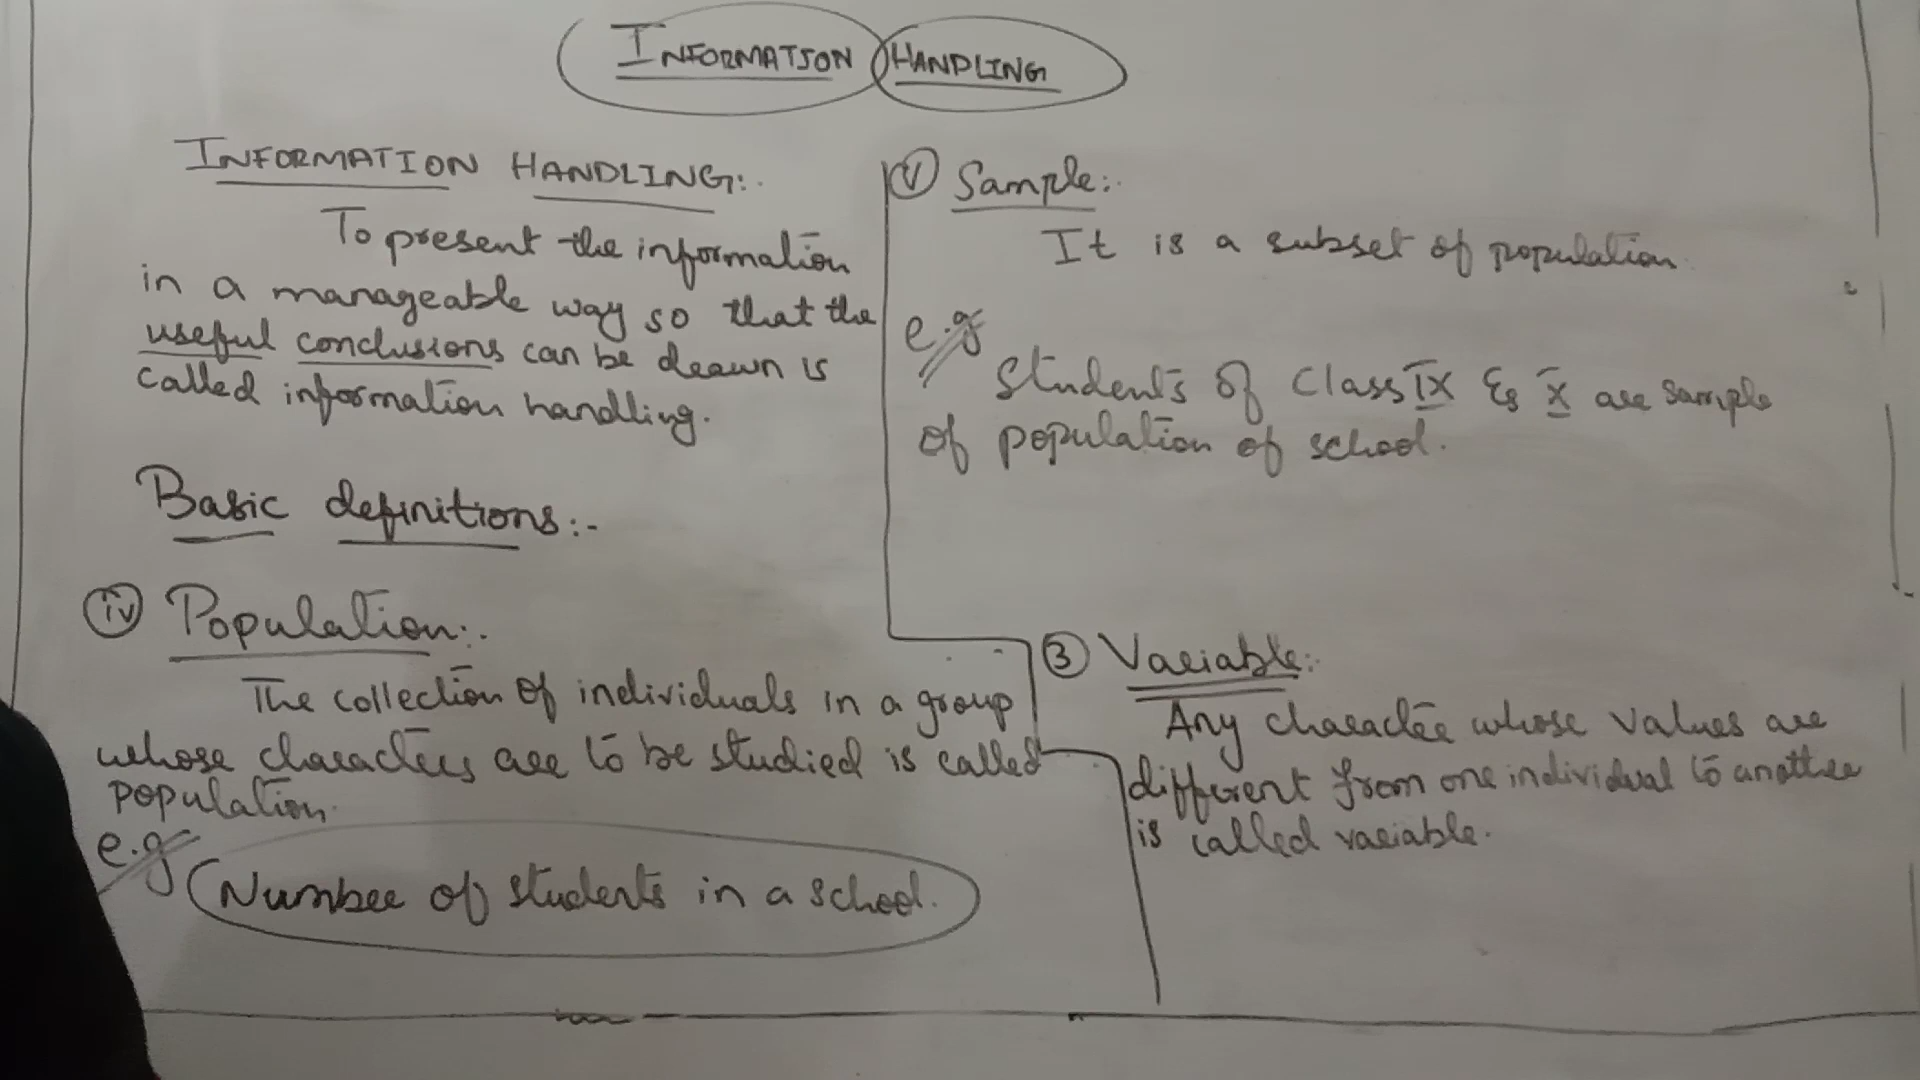 INFORMATION HANDLING
INFORMATION HANDLING:.
To present the information
in a manageable way so that the
useful conclusions can be drawn is
called information handling.
Basic definitions:-
iv Population:.
The collection of individuals in a group
whose characters are to be studied is called
population.
e.g
Number of students in a school.
v Sample:.
It is a subset of population
e.g
Students of Class IX & X are sample
of population of school.
3 Variable:.
Any character whose values are
different from one individual to another
is called variable.